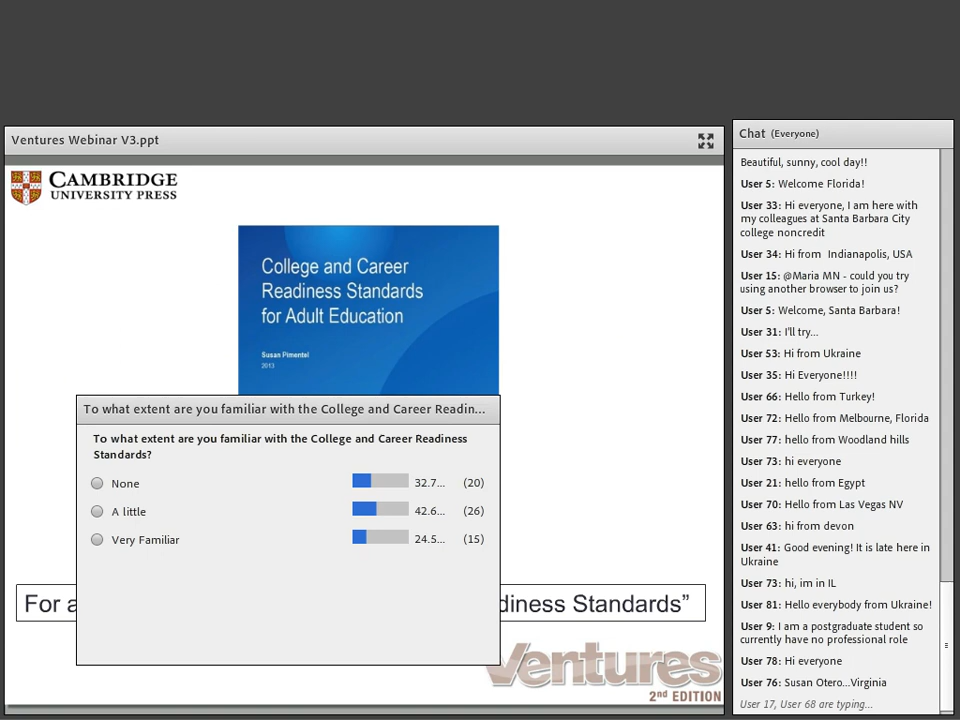 Ventures Webinar V3.ppt
CAMBRIDGE
UNIVERSITY PRESS
College and Career
Readiness Standards
for Adult Education
Susan Pimentel
2013
To what extent are you familiar with the College and Career Readin...
To what extent are you familiar with the College and Career Readiness
Standards?
None 32.7... (20)
A little 42.6... (26)
Very Familiar 24.5... (15)
For a
diness Standards”
ventures
2nd EDITION
Chat (Everyone)
Beautiful, sunny, cool day!!
User 5: Welcome Florida!
User 33: Hi everyone, I am here with
my colleagues at Santa Barbara City
college noncredit
User 34: Hi from Indianapolis, USA
User 15: @Maria MN - could you try
using another browser to join us?
User 5: Welcome, Santa Barbara!
User 31: I'll try...
User 53: Hi from Ukraine
User 35: Hi Everyone!!!!
User 66: Hello from Turkey!
User 72: Hello from Melbourne, Florida
User 77: hello from Woodland hills
User 73: hi everyone
User 21: hello from Egypt
User 70: Hello from Las Vegas NV
User 63: hi from devon
User 41: Good evening! It is late here in
Ukraine
User 73: hi, im in IL
User 81: Hello everybody from Ukraine!
User 9: I am a postgraduate student so
currently have no professional role
User 78: Hi everyone
User 76: Susan Otero...Virginia
User 17, User 68 are typing...